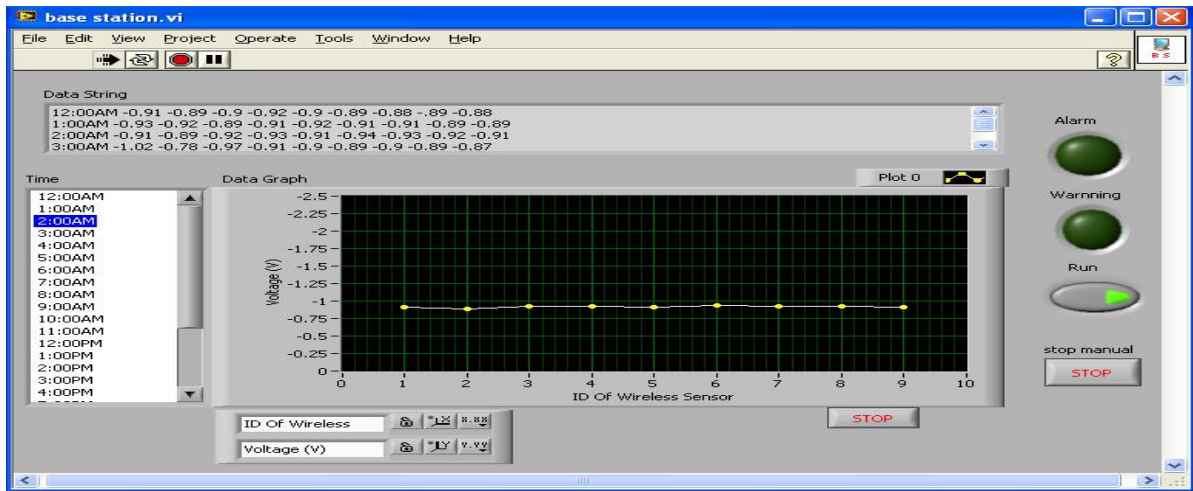 base station.vi
File Edit View Project Operate Tools Window Help
BS
Data String
12:00AM -0.91 -0.89 -0.9 -0.92 -0.9 -0.89 -0.88 -.89 -0.88
1:00AM -0.93 -0.92 -0.89 -0.91 -0.92 -0.91 -0.91 -0.89 -0.89
2:00AM -0.91 -0.89 -0.92 -0.93 -0.91 -0.94 -0.93 -0.92 -0.91
3:00AM -1.02 -0.78 -0.97 -0.91 -0.9 -0.89 -0.9 -0.89 -0.87
Alarm
Time
12:00AM
1:00AM
2:00AM
3:00AM
4:00AM
5:00AM
6:00AM
7:00AM
8:00AM
9:00AM
10:00AM
11:00AM
12:00PM
1:00PM
2:00PM
3:00PM
4:00PM
Data Graph
Plot 0
Voltage (V)
-2.5
-2.25
-2
-1.75
-1.5
-1.25
-1
-0.75
-0.5
-0.25
0
0 1 2 3 4 5 6 7 8 9 10
ID Of Wireless Sensor
Warnning
Run
stop manual
STOP
STOP
ID Of Wireless
X X.XX
Voltage (V)
Y Y.YY